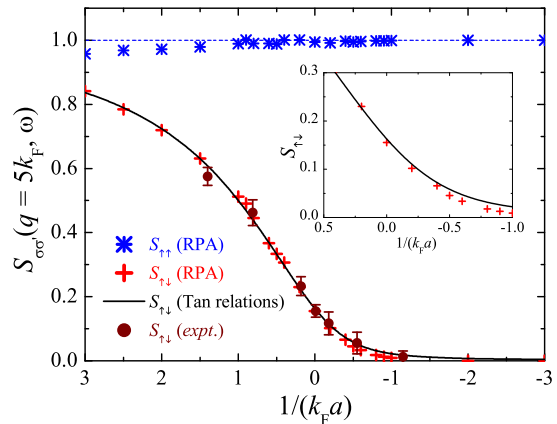 S_σσ'(q = 5k_F, ω)
1.0
0.8
0.6
0.4
0.2
0.0
3
2
1
0
-1
-2
-3
1/(k_F a)
S_↑↑ (RPA)
S_↑↓ (RPA)
S_↑↓ (Tan relations)
S_↑↓ (expt.)
S_↑↓
0.3
0.2
0.1
0.0
0.5
0.0
-0.5
-1.0
1/(k_F a)